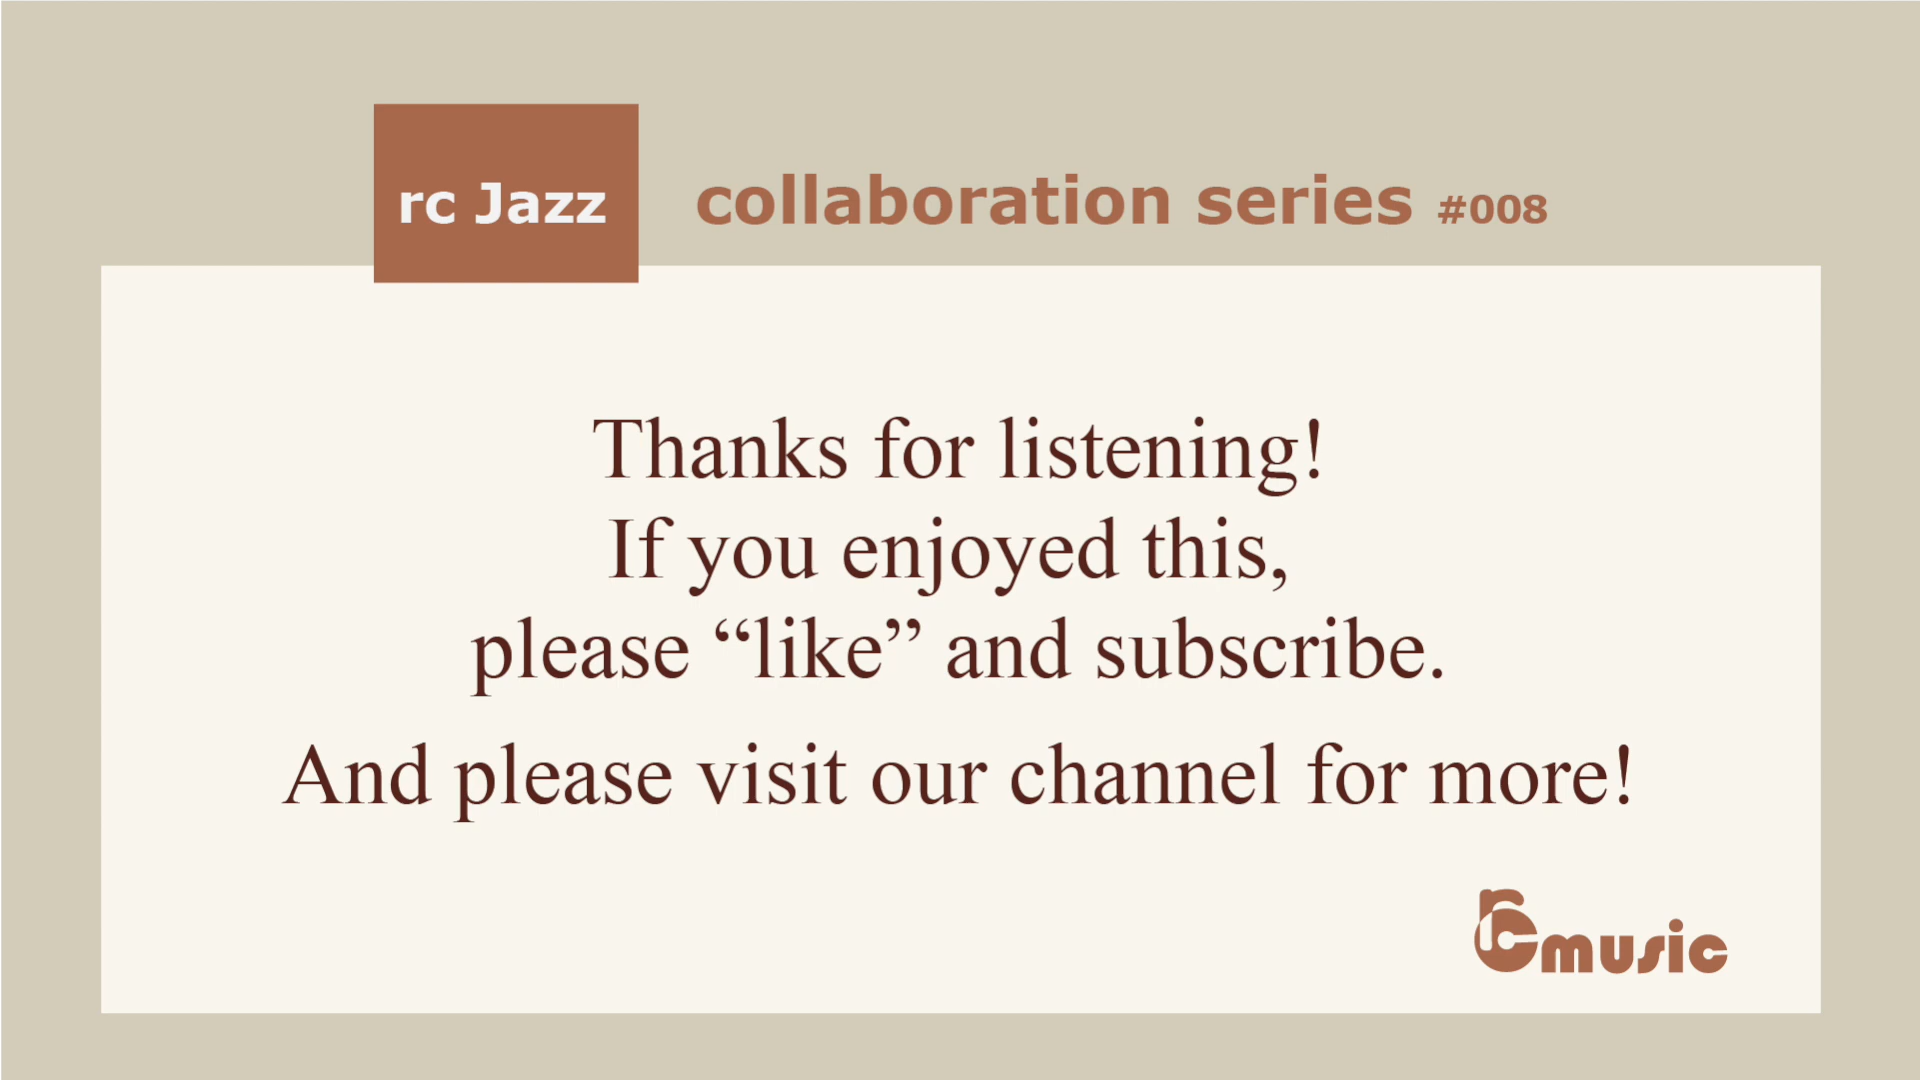 rc Jazz collaboration series #008
Thanks for listening!
If you enjoyed this,
please “like” and subscribe.
And please visit our channel for more!
rc music